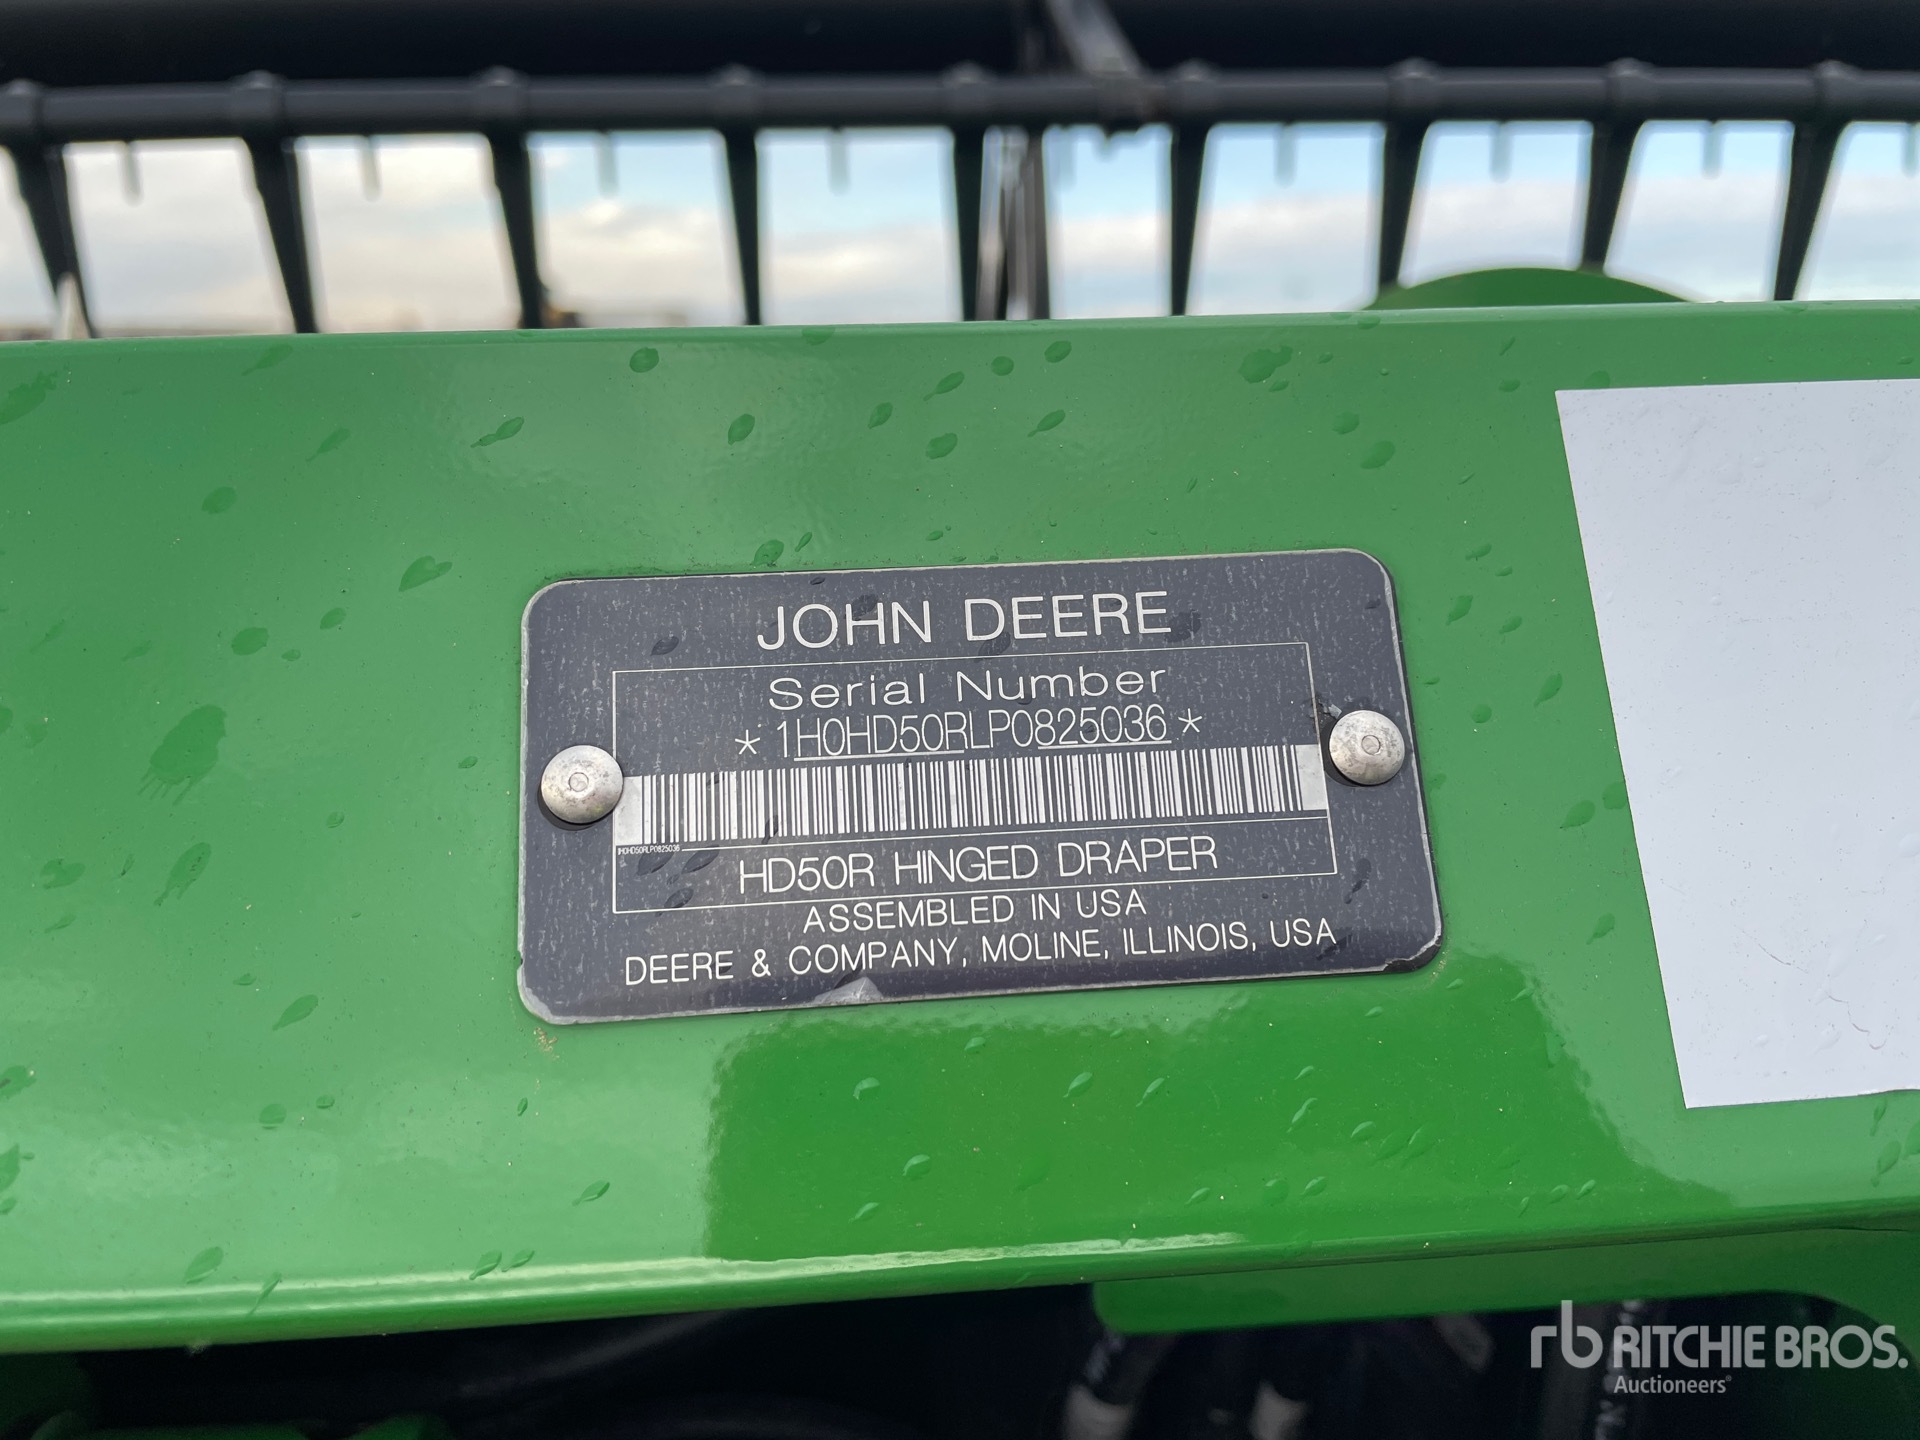 JOHN DEERE
Serial Number
*1H0HD50RLP0825036*
1H0HD50RLP0825036
HD50R HINGED DRAPER
ASSEMBLED IN USA
DEERE & COMPANY, MOLINE, ILLINOIS, USA
rb RITCHIE BROS.
Auctioneers®